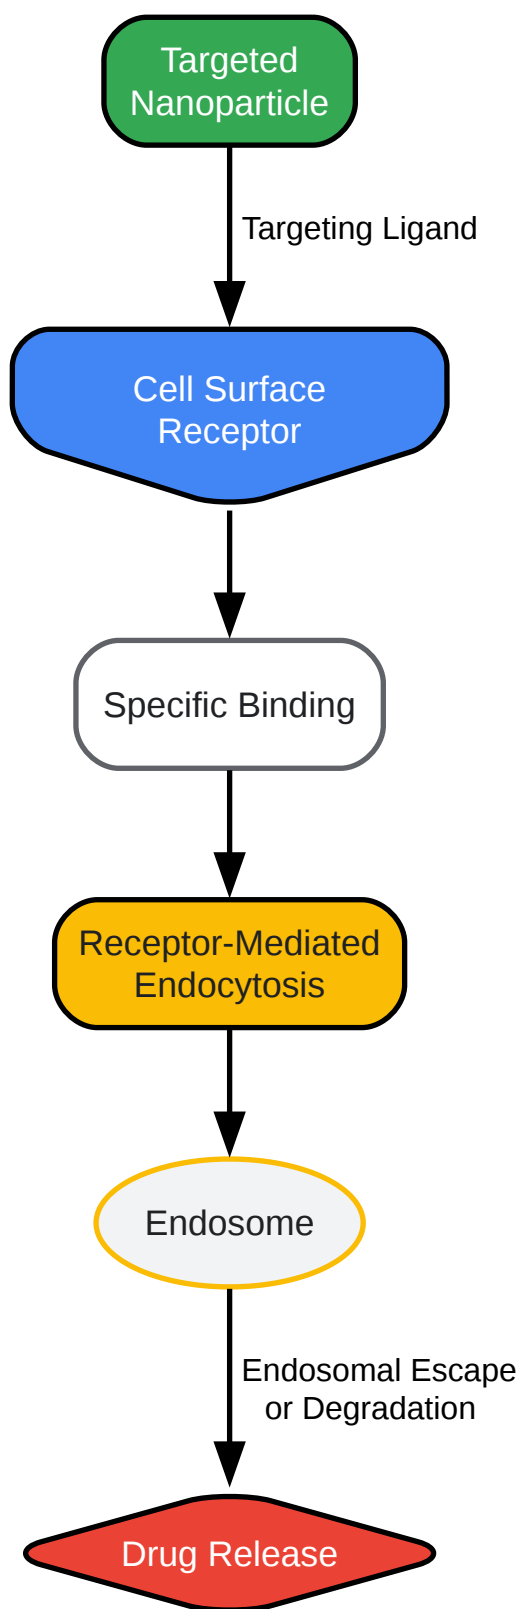 Targeted
Nanoparticle
Targeting Ligand
Cell Surface
Receptor
Specific Binding
Receptor-Mediated
Endocytosis
Endosome
Endosomal Escape
or Degradation
Drug Release